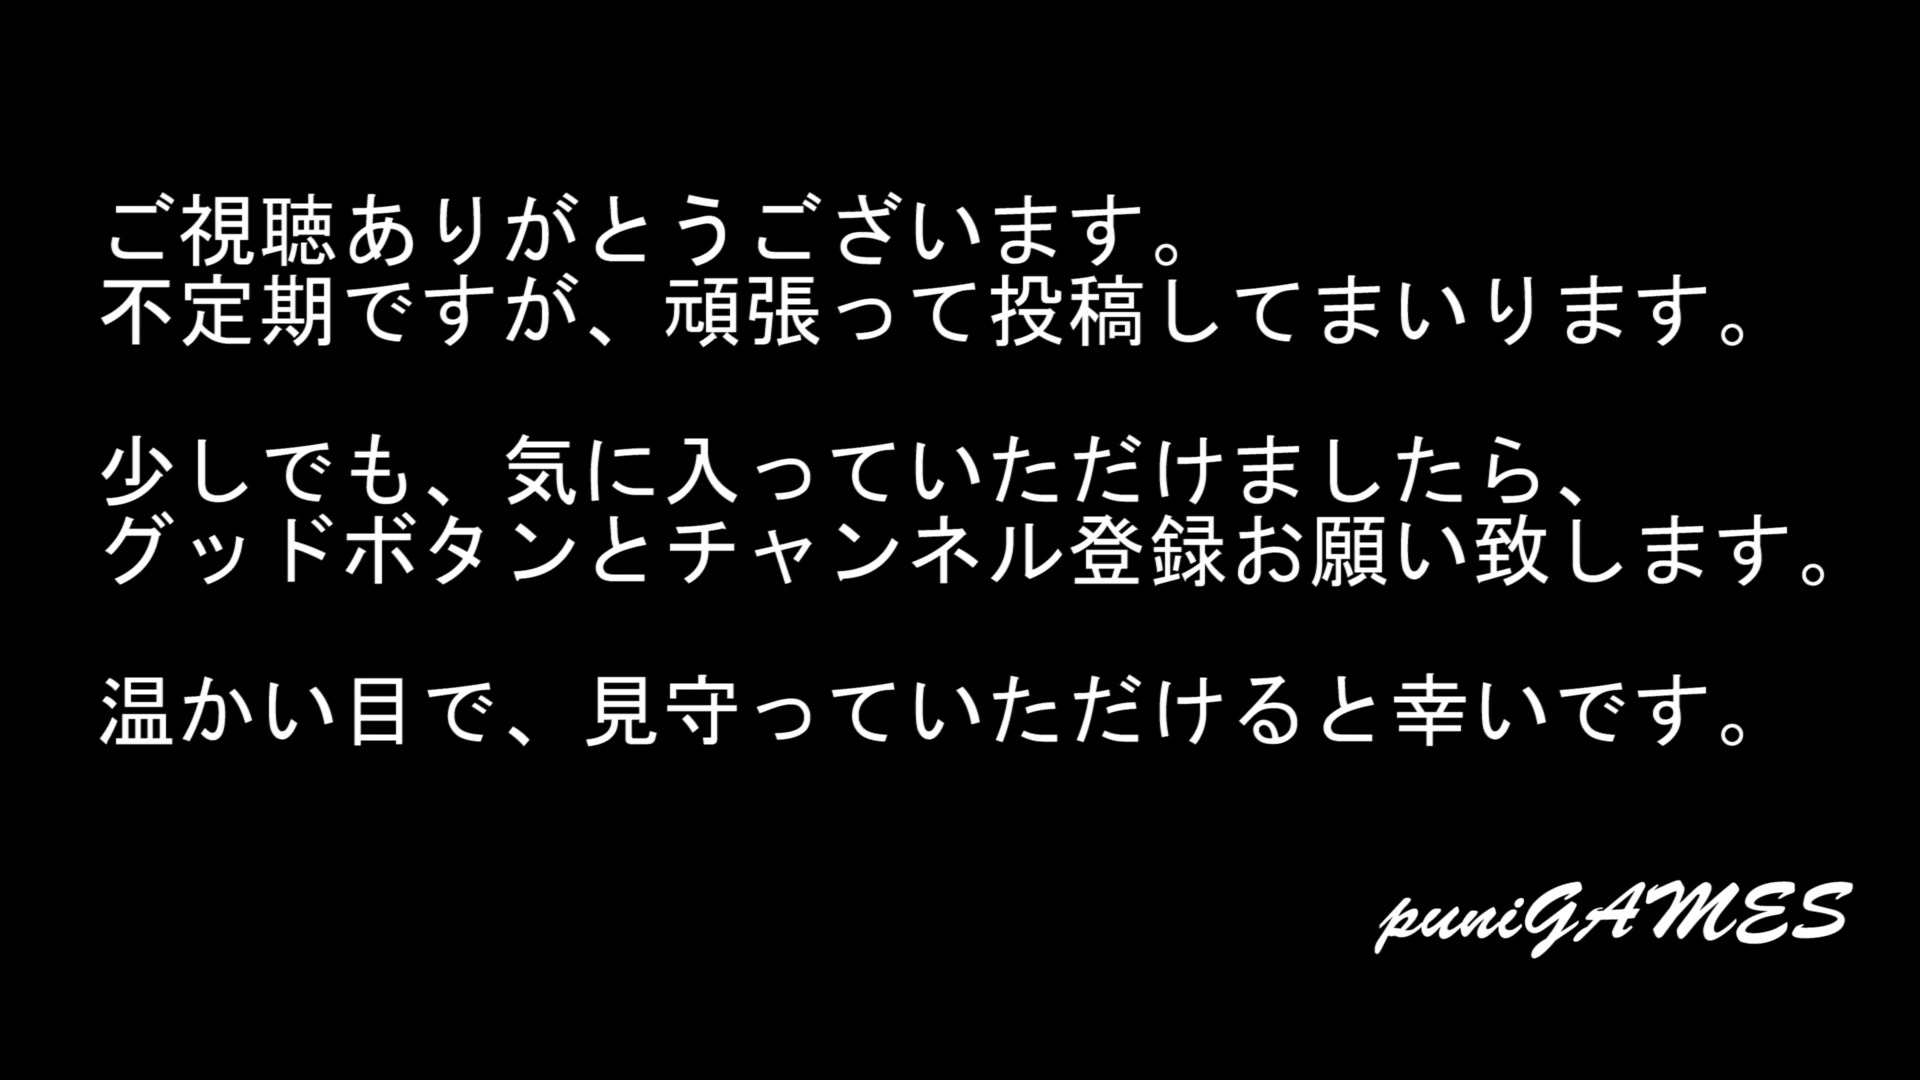 ご視聴ありがとうございます。
不定期ですが、頑張って投稿してまいります。
少しでも、気に入っていただけましたら、
グッドボタンとチャンネル登録お願い致します。
温かい目で、見守っていただけると幸いです。
puniGAMES